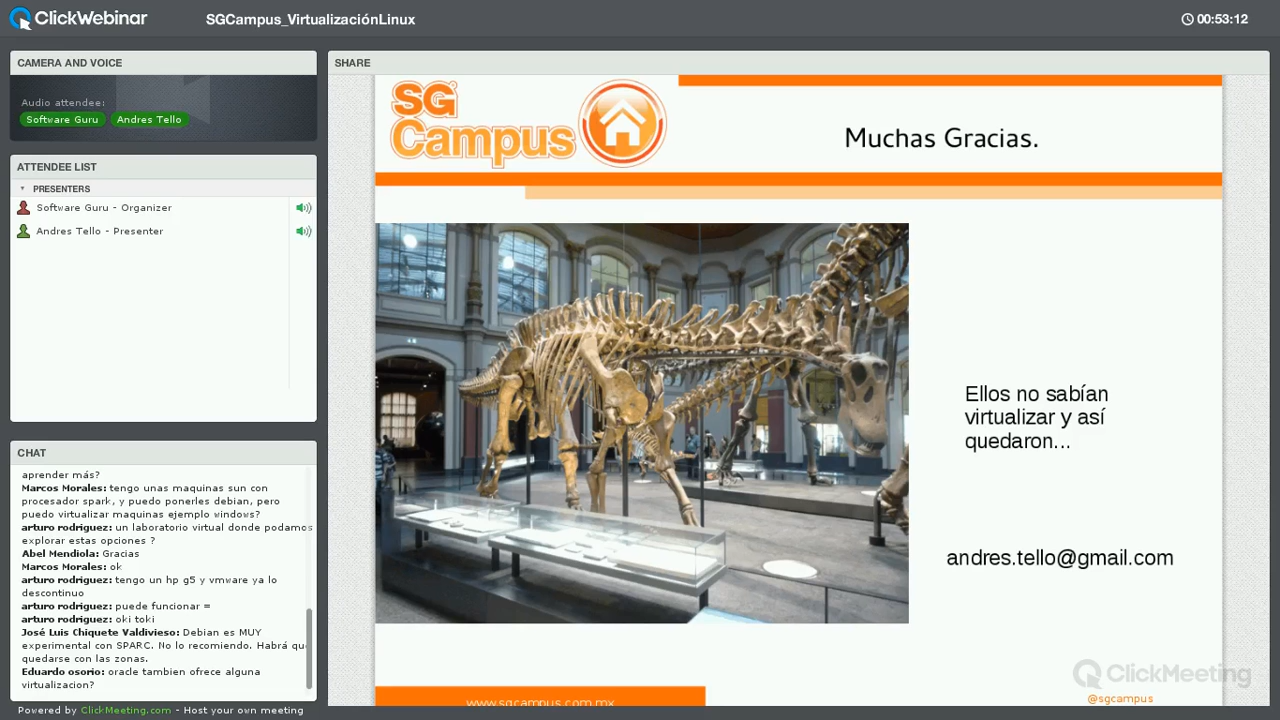 ClickWebinar
SGCampus_VirtualizaciónLinux
00:53:12
CAMERA AND VOICE
Audio attendee:
Software Guru Andres Tello
ATTENDEE LIST
PRESENTERS
Software Guru - Organizer
Andres Tello - Presenter
CHAT
aprender más?
Marcos Morales: tengo unas maquinas sun con
procesador spark, y puedo ponerles debian, pero
puedo virtualizar maquinas ejemplo windows?
arturo rodriguez: un laboratorio virtual donde podamos
explorar estas opciones ?
Abel Mendiola: Gracias
Marcos Morales: ok
arturo rodriguez: tengo un hp g5 y vmware ya lo
descontinuo
arturo rodriguez: puede funcionar =
arturo rodriguez: oki toki
José Luis Chiquete Valdivieso: Debian es MUY
experimental con SPARC. No lo recomiendo. Habrá qu
quedarse con las zonas.
Eduardo osorio: oracle tambien ofrece alguna
virtualizacion?
Powered by ClickMeeting.com - Host your own meeting
SHARE
SG
Campus
Muchas Gracias.
Ellos no sabían
virtualizar y así
quedaron...
andres.tello@gmail.com
ClickMeeting
www.sgcampus.com.mx
@sgcampus